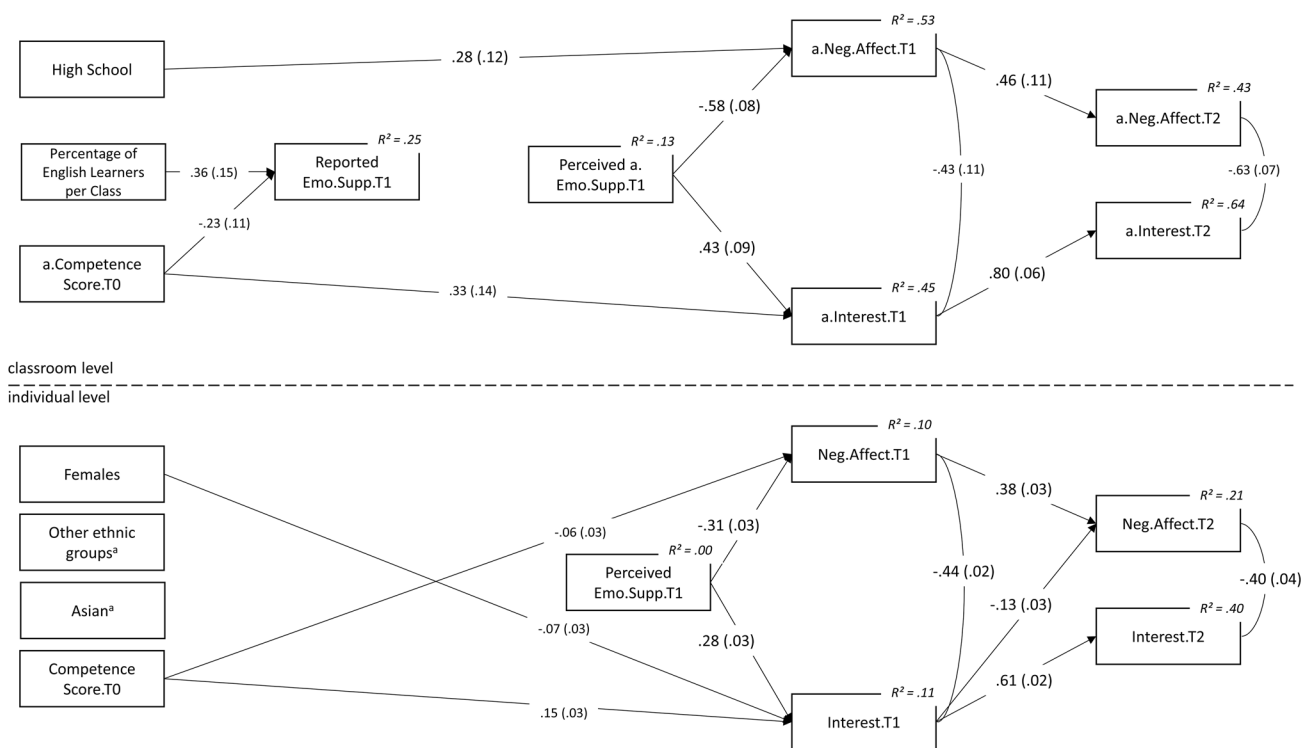 R² = .53
High School
.28 (.12)
a.Neg.Affect.T1
.46 (.11)
R² = .43
-.58 (.08)
a.Neg.Affect.T2
R² = .25
R² = .13
Percentage of
English Learners
per Class
.36 (.15)
Reported
Emo.Supp.T1
Perceived a.
Emo.Supp.T1
-.43 (.11)
-.63 (.07)
-.23 (.11)
R² = .64
a.Interest.T2
.43 (.09)
a.Competence
Score.T0
.33 (.14)
.80 (.06)
R² = .45
a.Interest.T1
classroom level
individual level
R² = .10
Neg.Affect.T1
Females
.38 (.03)
R² = .21
Neg.Affect.T2
-.31 (.03)
-.06 (.03)
Other ethnic
groupsᵃ
R² = .00
Perceived
Emo.Supp.T1
-.44 (.02)
-.40 (.04)
-.13 (.03)
Asianᵃ
R² = .40
Interest.T2
-.07 (.03)
.28 (.03)
Competence
Score.T0
.61 (.02)
R² = .11
.15 (.03)
Interest.T1